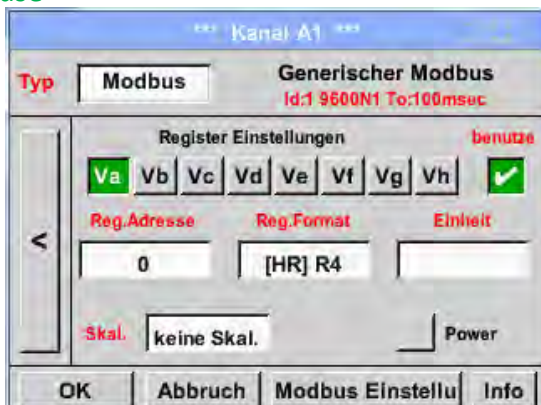 *** Kanal A1 ***
Typ Modbus Generischer Modbus
Id:1 9600N1 To:100msec
Register Einstellungen benutze
Va Vb Vc Vd Ve Vf Vg Vh
Reg.Adresse Reg.Format Einheit
<
0 [HR] R4
Skal. keine Skal. Power
OK Abbruch Modbus Einstellu Info